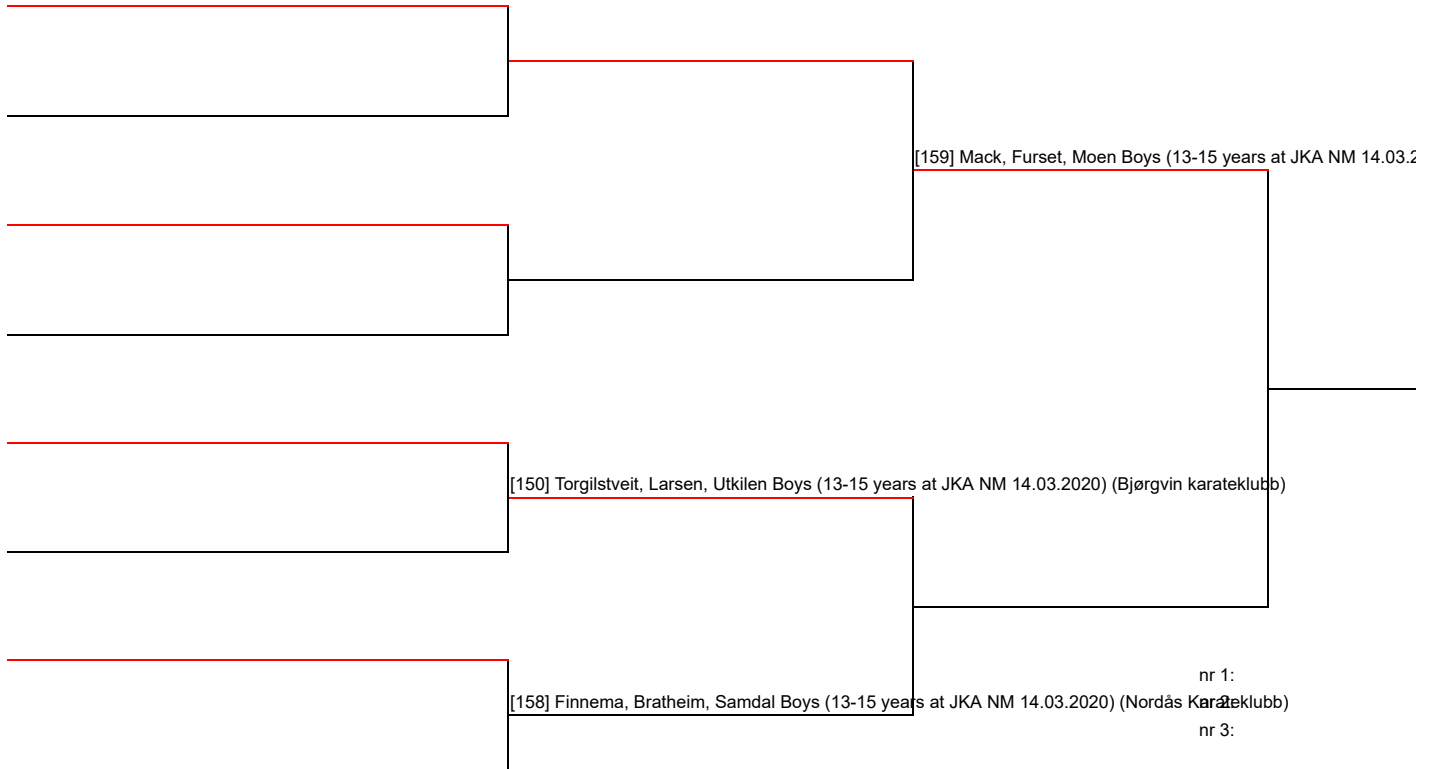 [159] Mack, Furset, Moen Boys (13-15 years at JKA NM 14.03.2
[150] Torgilstveit, Larsen, Utkilen Boys (13-15 years at JKA NM 14.03.2020) (Bjørgvin karateklubb)
nr 1:
[158] Finnema, Bratheim, Samdal Boys (13-15 years at JKA NM 14.03.2020) (Nordås Karateklubb)
nr 2:
nr 3: